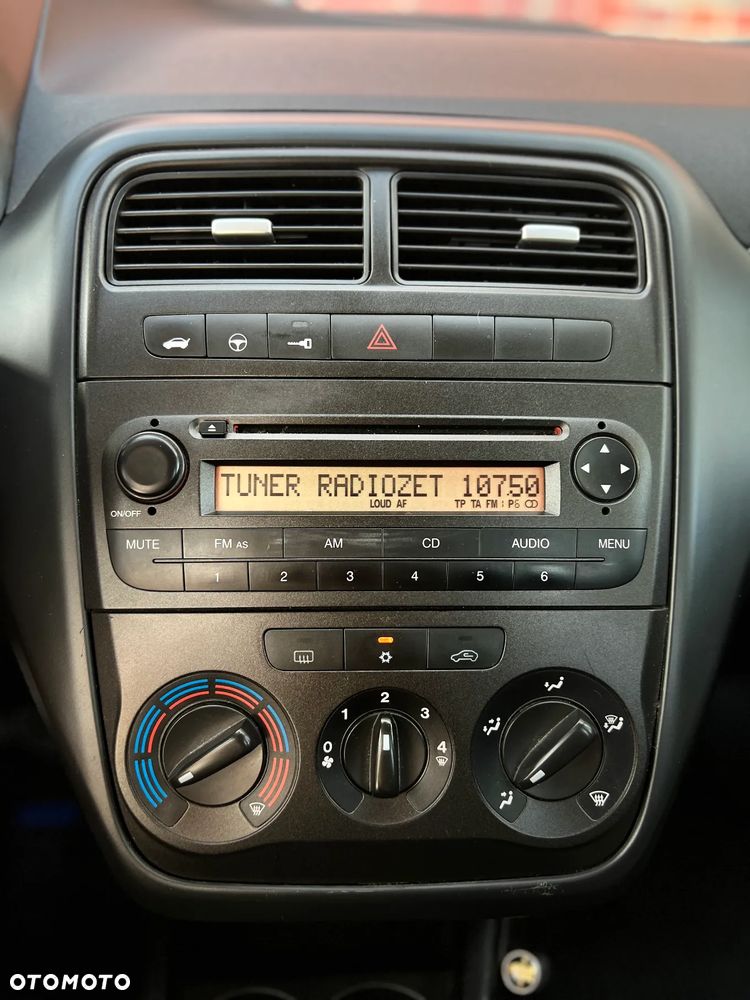 TUNER RADIOZET 107.50
LOUD AF TP TA FM : P6
ON/OFF
MUTE FM AS AM CD AUDIO MENU
1 2 3 4 5 6
0 1 2 3 4
OTOMOTO